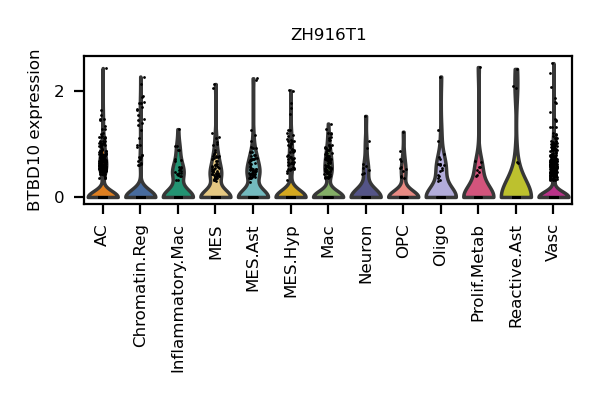 ZH916T1
BTBD10 expression
2
0
AC
Chromatin.Reg
Inflammatory.Mac
MES
MES.Ast
MES.Hyp
Mac
Neuron
OPC
Oligo
Prolif.Metab
Reactive.Ast
Vasc